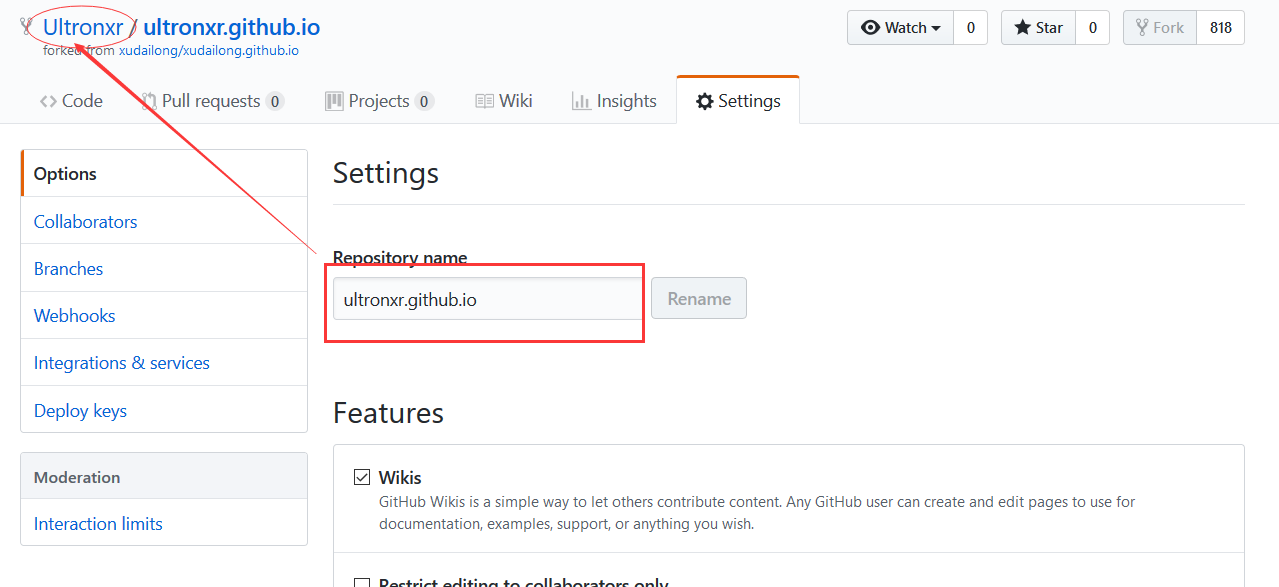 Ultronxr / ultronxr.github.io
forked from xudailong/xudailong.github.io
Watch 0 Star 0 Fork 818
Code Pull requests 0 Projects 0 Wiki Insights Settings
Options
Collaborators
Branches
Webhooks
Integrations & services
Deploy keys
Moderation
Interaction limits
Settings
Repository name
ultronxr.github.io Rename
Features
Wikis
GitHub Wikis is a simple way to let others contribute content. Any GitHub user can create and edit pages to use for
documentation, examples, support, or anything you wish.
Restrict editing to collaborators only